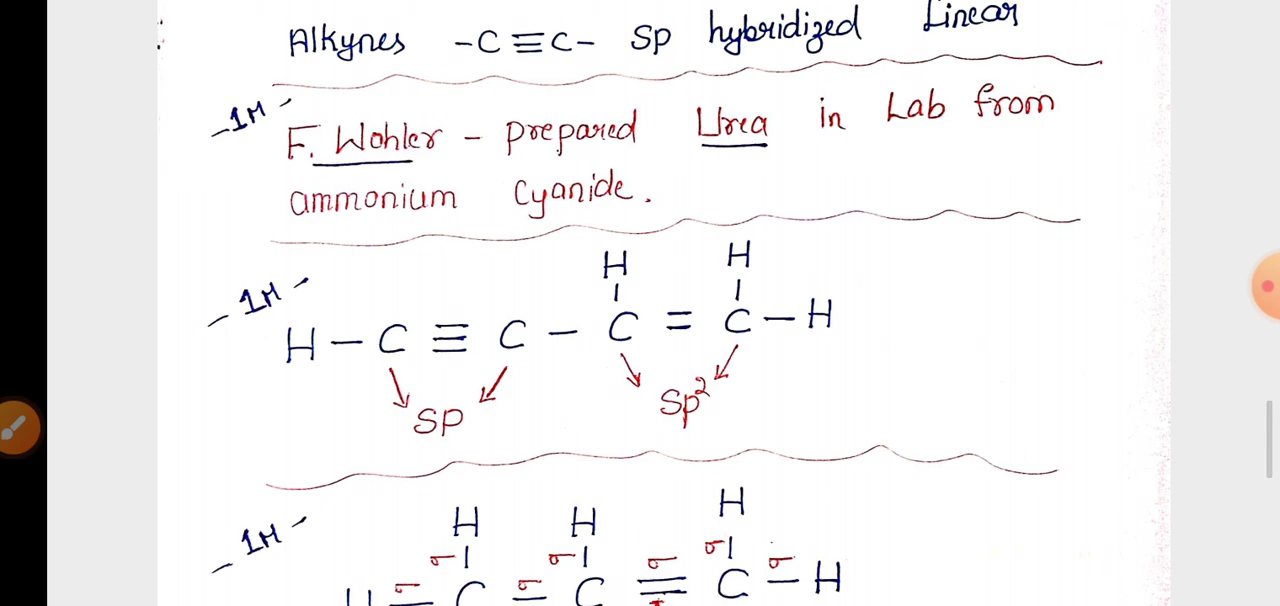 Alkynes -C≡C- Sp hybridized Linear
-1M-
F. Wohler - prepared Urea in Lab from
ammonium Cyanide.
-1M-
H H
H - C ≡ C - C = C - H
SP Sp²
-1M-
H H H
σ σ σ σ σ σ
H C C C H